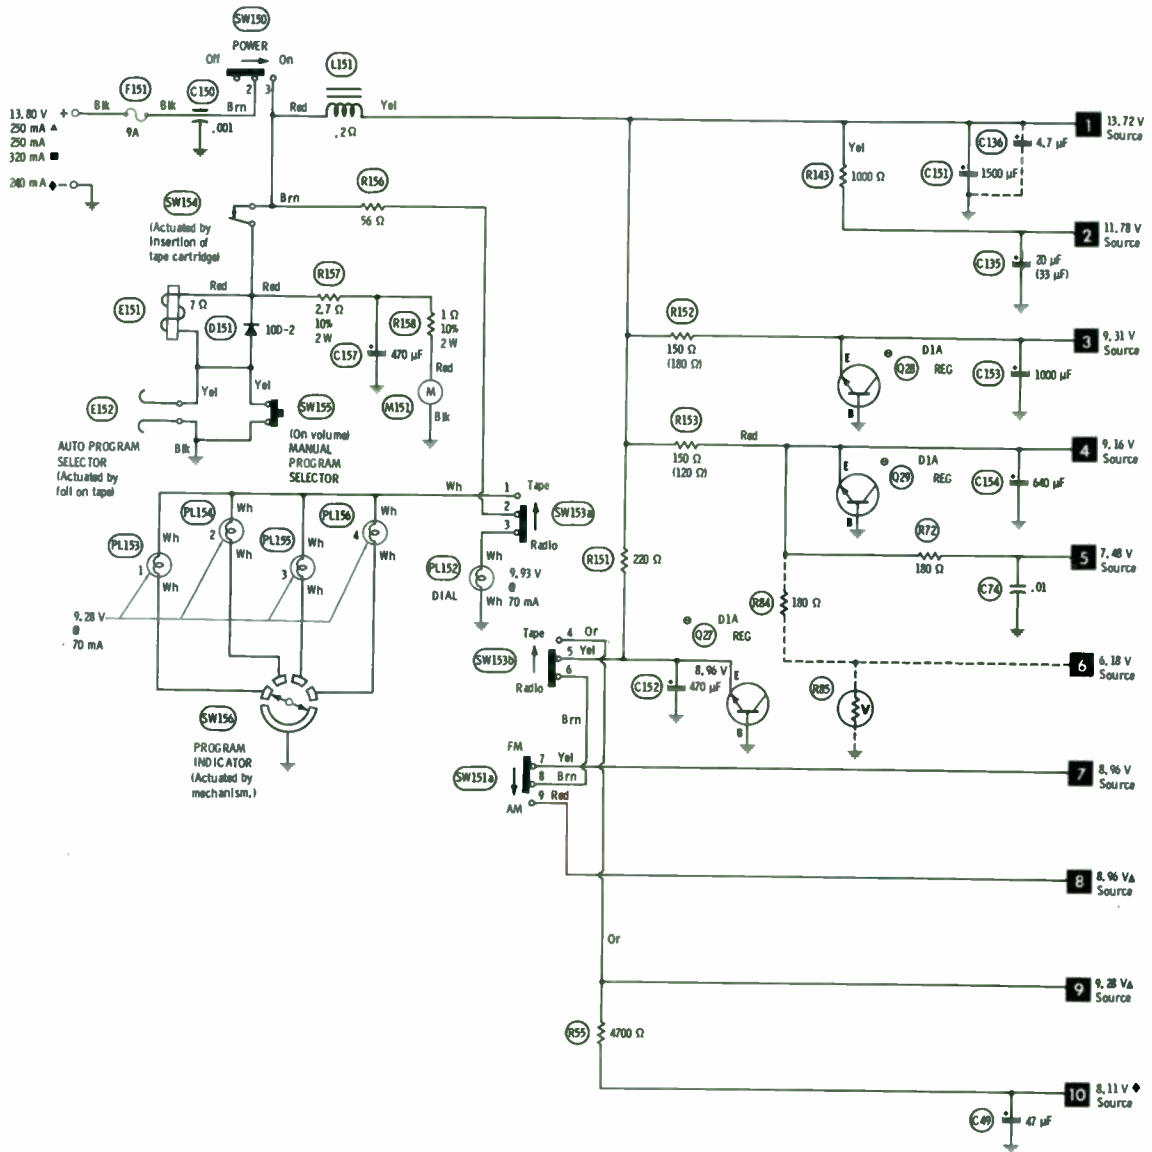 SW150
POWER
Off
On
2
3
L151
F151
C150
Blk
Blk
Brn
Red
Yel
9A
.001
.2Ω
13.80 V +
250 mA ▲
250 mA
320 mA ■
240 mA ◆ -
1
13.72 V
Source
C136
4.7 µF
C151
1500 µF
Yel
R143
1000 Ω
2
11.78 V
Source
C135
20 µF
(33 µF)
SW154
(Actuated by
insertion of
tape cartridge)
Brn
R156
56 Ω
Red
Red
E151
7 Ω
D151
10D-2
R157
2.7 Ω
10%
2 W
C157
470 µF
R158
1 Ω
10%
2 W
Red
M
M151
Blk
E152
Yel
Yel
SW155
Blk
AUTO PROGRAM
SELECTOR
(Actuated by
foil on tape)
(On volume)
MANUAL
PROGRAM
SELECTOR
R152
150 Ω
(180 Ω)
E
B
Q28
D1A
REG
3
9.31 V
Source
C153
1000 µF
R153
150 Ω
(120 Ω)
Red
E
B
Q29
D1A
REG
4
9.16 V
Source
C154
640 µF
R72
180 Ω
5
7.48 V
Source
C74
.01
Wh
1
Tape
2
3
Radio
SW153a
PL153
1
Wh
Wh
PL154
2
Wh
PL155
3
Wh
Wh
PL156
4
Wh
Wh
9.28 V
@
70 mA
PL152
DIAL
Wh
Wh
9.93 V
@
70 mA
R151
220 Ω
R84
180 Ω
6
6.18 V
Source
R85
V
Q27
D1A
REG
8.96 V
E
B
C152
470 µF
Tape
4
Or
5
Yel
6
Radio
SW153b
Brn
SW156
PROGRAM
INDICATOR
(Actuated by
mechanism.)
FM
7
Yel
8
Brn
9
Red
AM
SW151a
7
8.96 V
Source
8
8.96 V▲
Source
Or
9
9.28 V▲
Source
R55
4700 Ω
10
8.11 V ◆
Source
C49
47 µF